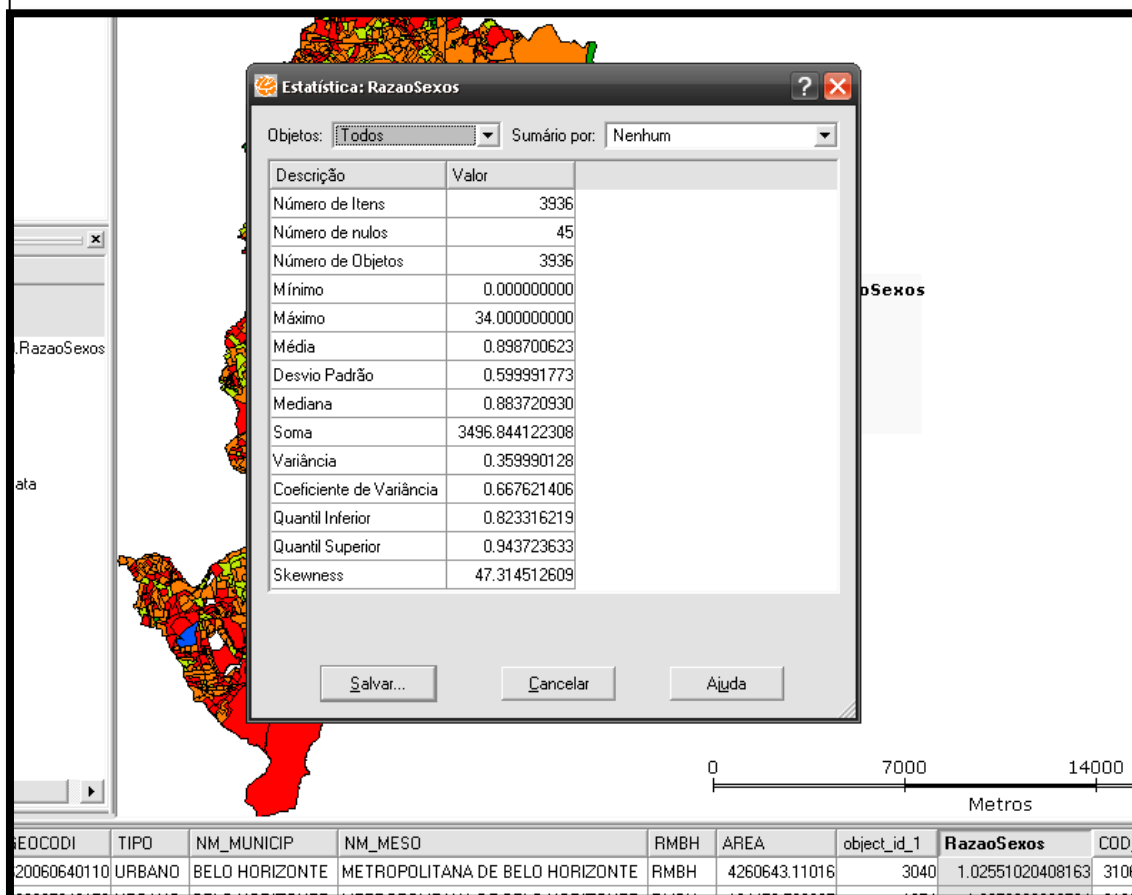 Estatística: RazaoSexos
Objetos: Todos Sumário por: Nenhum
Descrição Valor
Número de Itens 3936
Número de nulos 45
Número de Objetos 3936
Mínimo 0.000000000
Máximo 34.000000000
Média 0.898700623
Desvio Padrão 0.599991773
Mediana 0.883720930
Soma 3496.844122308
Variância 0.359990128
Coeficiente de Variância 0.667621406
Quantil Inferior 0.823316219
Quantil Superior 0.943723633
Skewness 47.314512609
Salvar... Cancelar Ajuda
oSexos
.RazaoSexos
ata
0 7000 14000
Metros
GEOCODI TIPO NM_MUNICIP NM_MESO RMBH AREA object_id_1 RazaoSexos COD_
20060640110 URBANO BELO HORIZONTE METROPOLITANA DE BELO HORIZONTE RMBH 4260643.11016 3040 1.02551020408163 310